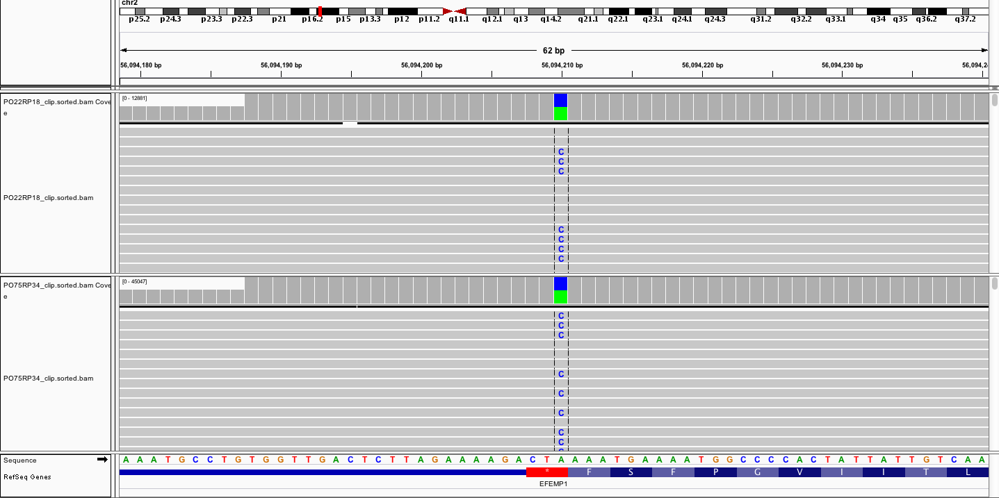 chr2
p25.2 p24.3 p23.3 p22.3 p21 p16.2 p15 p13.3 p12 p11.2 q11.1 q12.1 q13 q14.2 q21.1 q22.1 q23.1 q24.1 q24.3 q31.2 q32.2 q33.1 q34 q35 q36.2 q37.2
62 bp
56,094,180 bp 56,094,190 bp 56,094,200 bp 56,094,210 bp 56,094,220 bp 56,094,230 bp 56,094,2
PO22RP18_clip.sorted.bam Cove
e
[0 - 12881]
C
C
C
PO22RP18_clip.sorted.bam
C
C
C
C
PO75RP34_clip.sorted.bam Cove
e
[0 - 45047]
C
C
C
C
PO75RP34_clip.sorted.bam
C
C
C
C
C
Sequence
A A A T G C C T G T G G T T G A C T C T T A G A A A A G A C T A A A A T G A A A A T G G C C C C A C T A T T A T T G T C A A
RefSeq Genes
* F S F P G V I I T L
EFEMP1